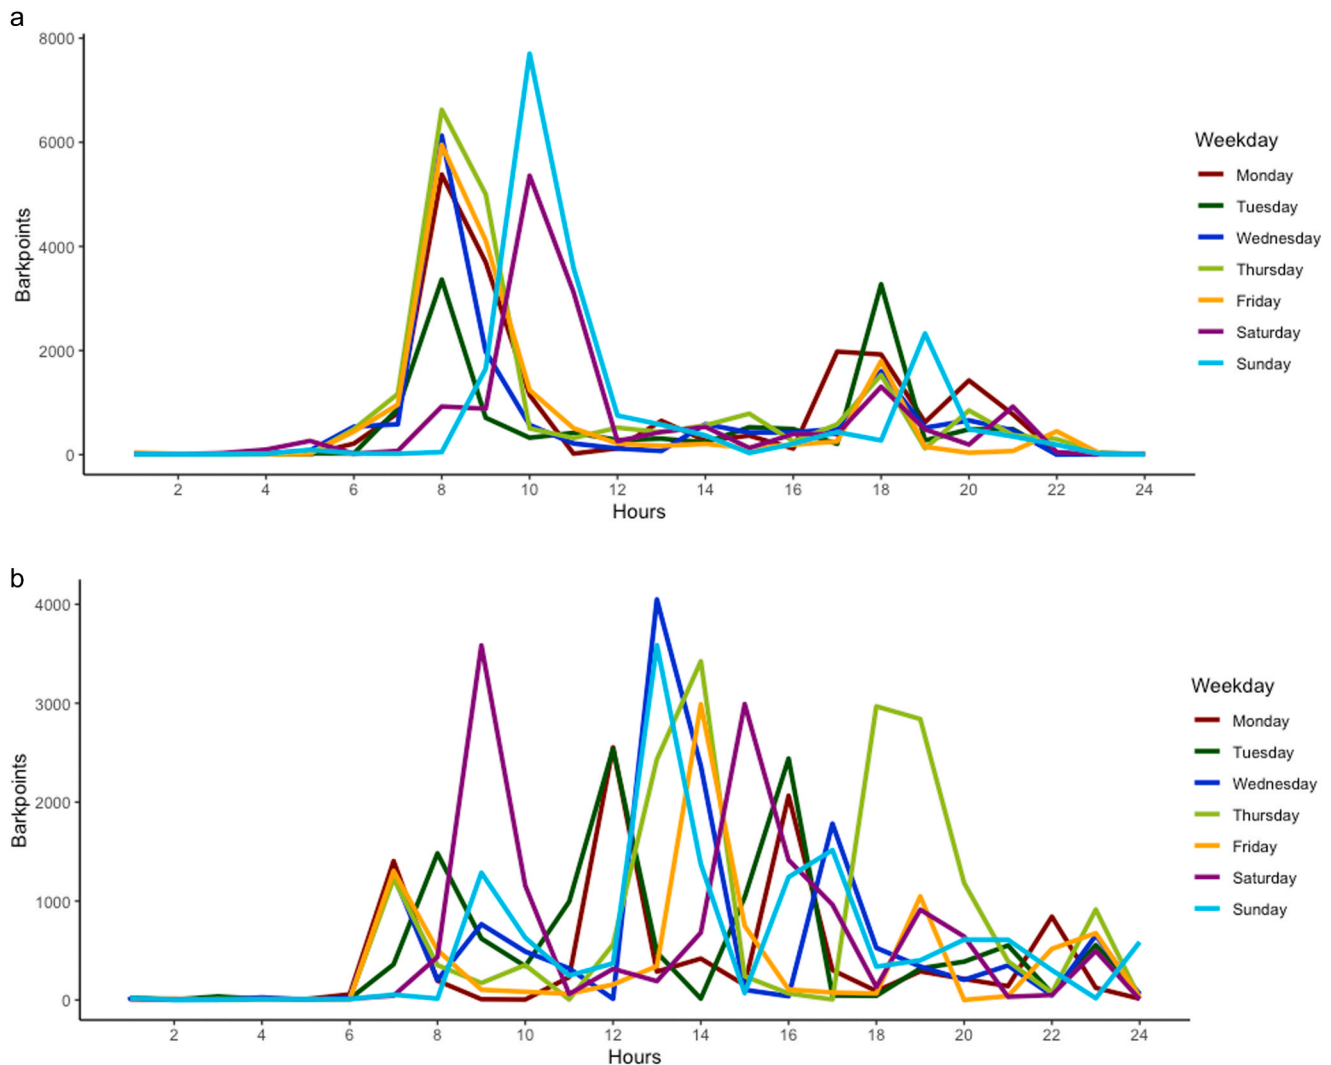 a
8000
6000
4000
2000
0
Barkpoints
2 4 6 8 10 12 14 16 18 20 22 24
Hours
Weekday
Monday
Tuesday
Wednesday
Thursday
Friday
Saturday
Sunday
b
4000
3000
2000
1000
0
Barkpoints
2 4 6 8 10 12 14 16 18 20 22 24
Hours
Weekday
Monday
Tuesday
Wednesday
Thursday
Friday
Saturday
Sunday